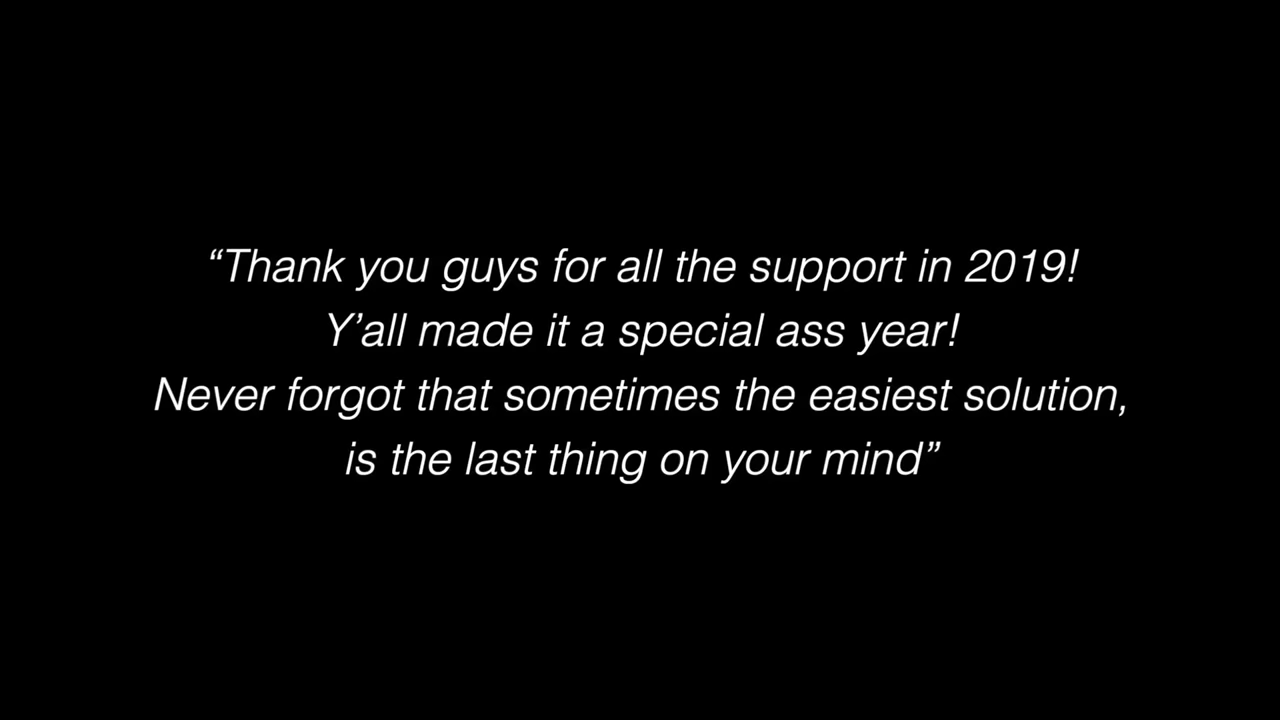 “Thank you guys for all the support in 2019!
Y’all made it a special ass year!
Never forgot that sometimes the easiest solution,
is the last thing on your mind”